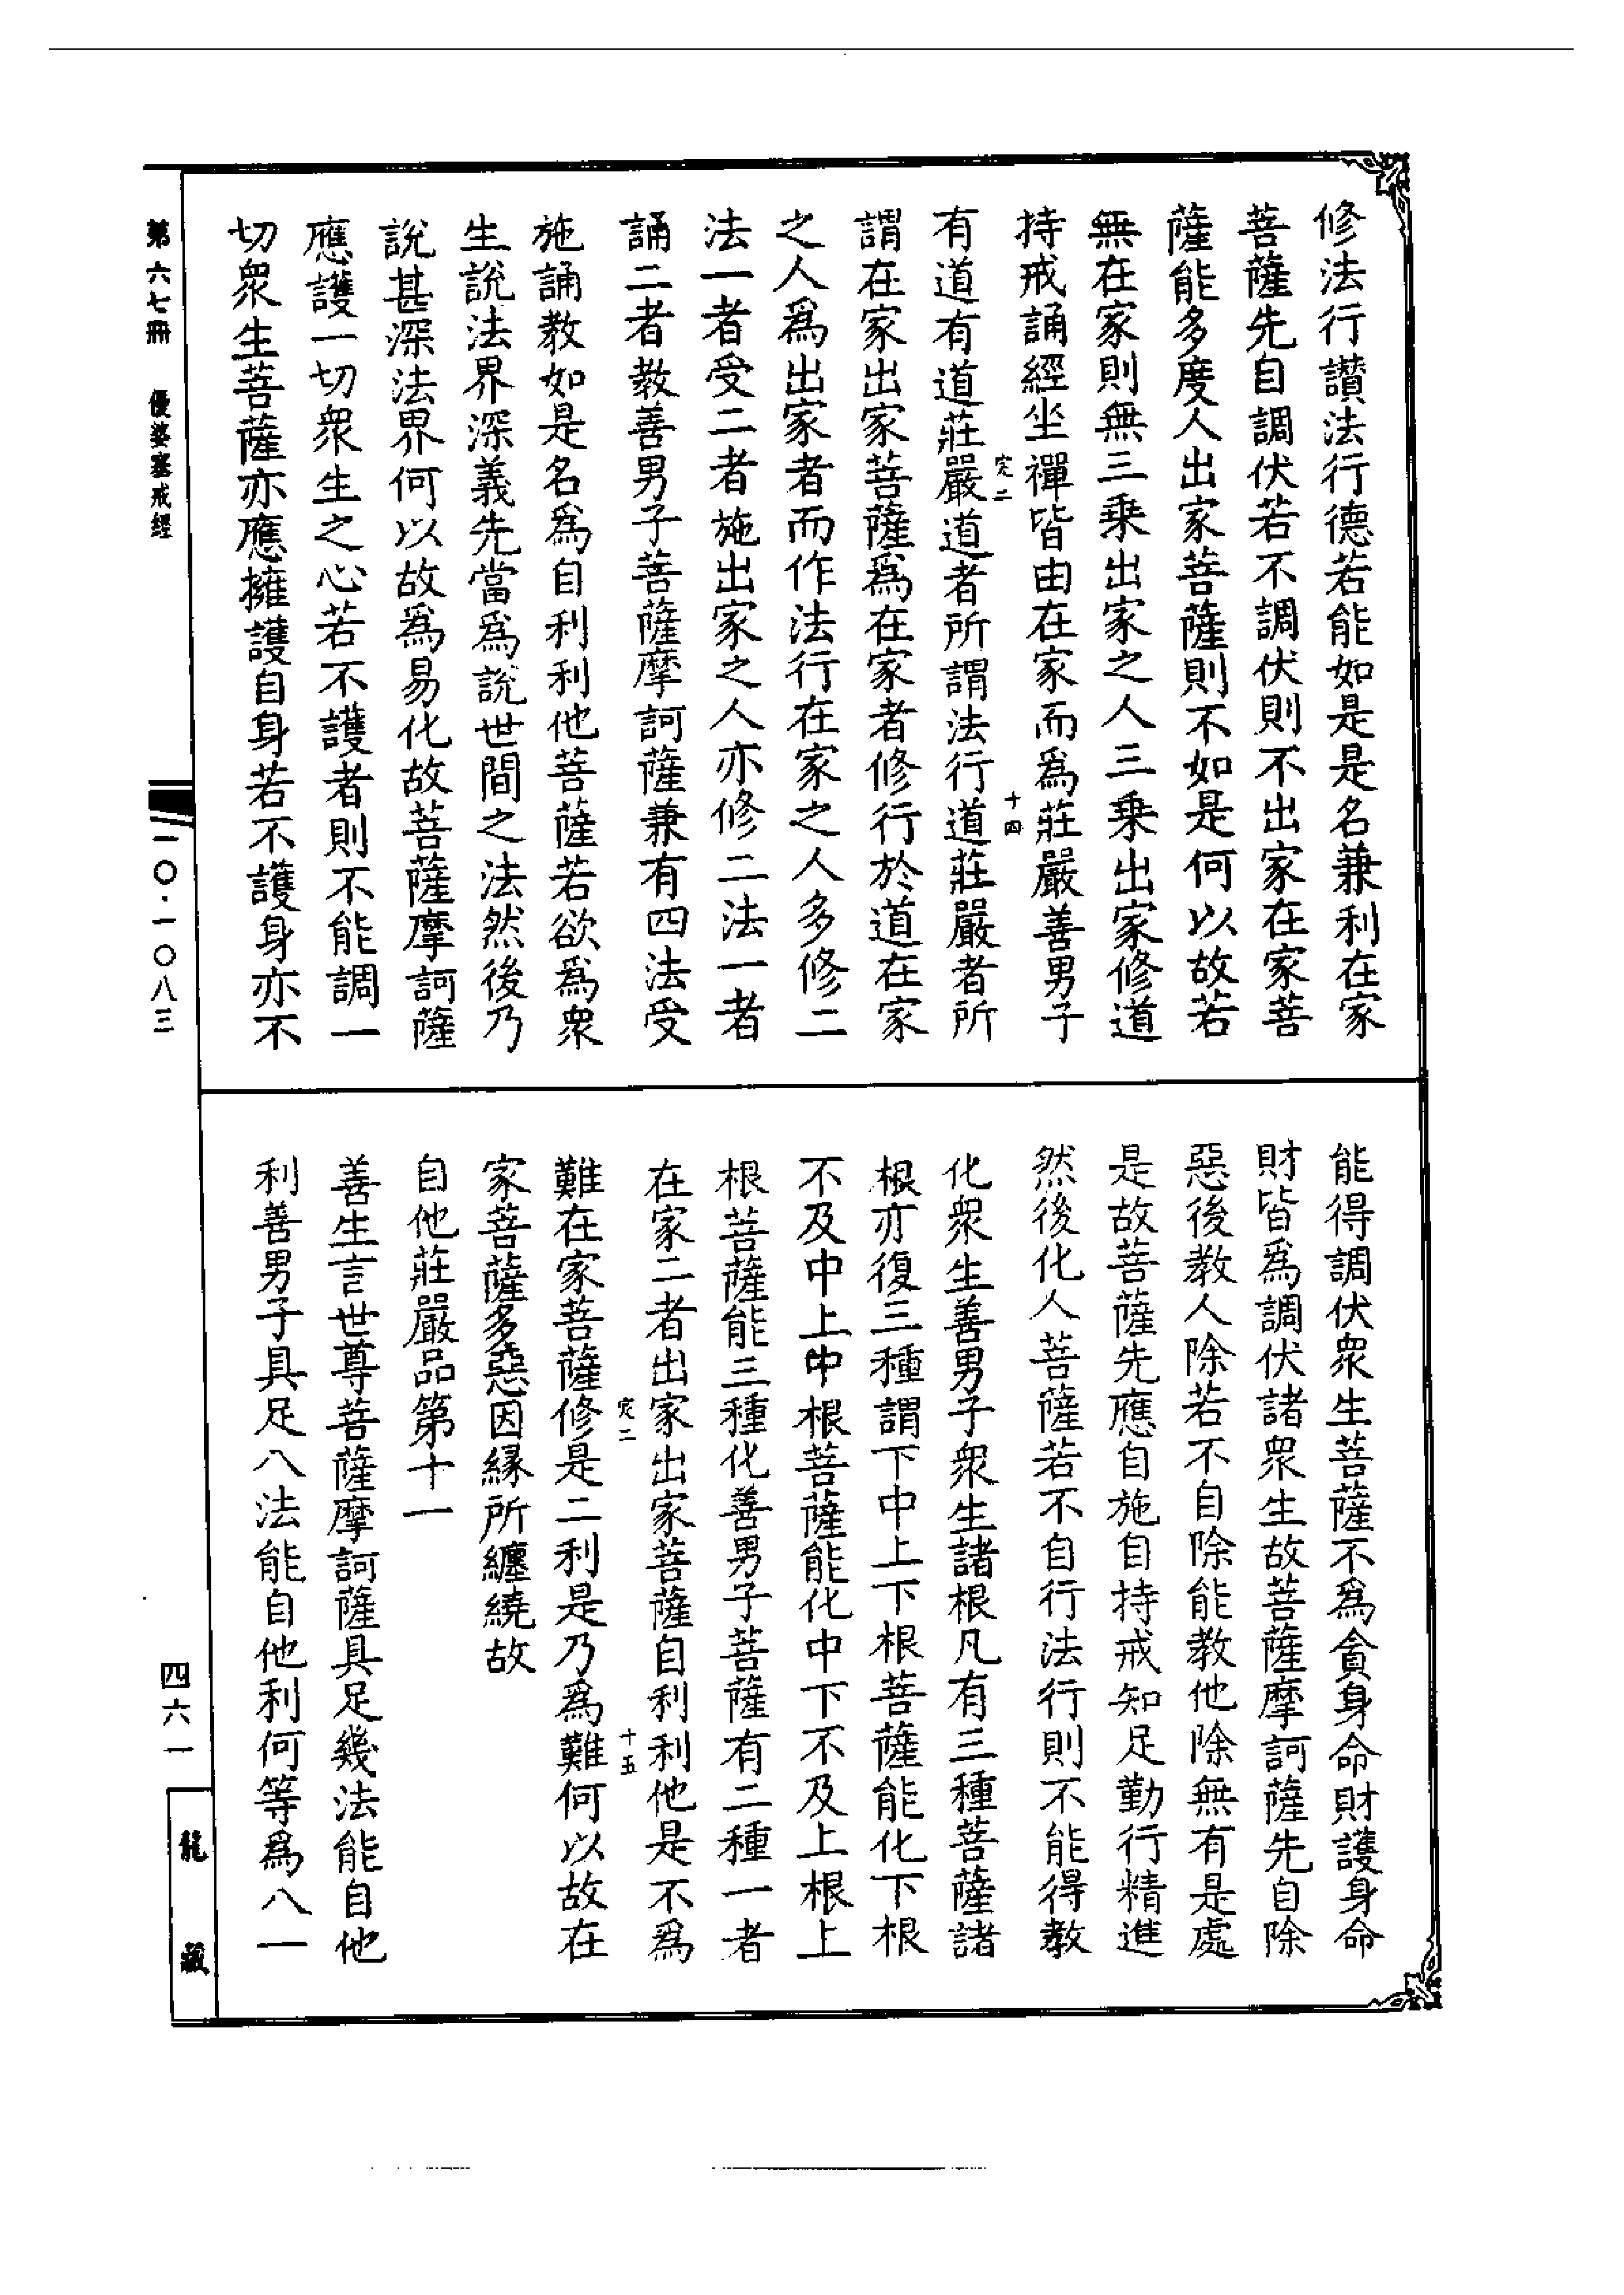 修法行讃法行德若能如是是名兼利在家
菩薩先自調伏若不調伏則不出家在家菩
薩能多度人出家菩薩則不如是何以故若
無在家則無三乗出家之人三乗出家修道
持戒誦經坐禪皆由在家而爲莊嚴善男子
㝎二
十四
有道有道莊嚴道者所謂法行道莊嚴者所
謂在家出家菩薩爲在家者修行於道在家
之人爲出家者而作法行在家之人多修二
法一者受二者施出家之人亦修二法一者
誦二者教善男子菩薩摩訶薩兼有四法受
施誦教如是名爲自利利他菩薩若欲爲衆
生說法界深義先當爲說世間之法然後乃
說甚深法界何以故爲易化故菩薩摩訶薩
應護一切衆生之心若不護者則不能調一
切衆生菩薩亦應擁護自身若不護身亦不
能得調伏衆生菩薩不爲貪身命財護身命
財皆爲調伏諸衆生故菩薩摩訶薩先自除
惡後教人除若不自除能教他除無有是處
是故菩薩先應自施自持戒知足勤行精進
然後化人菩薩若不自行法行則不能得教
化衆生善男子衆生諸根凡有三種菩薩諸
根亦復三種謂下中上下根菩薩能化下根
不及中上中根菩薩能化中下不及上根上
根菩薩能三種化善男子菩薩有二種一者
在家二者出家出家菩薩自利利他是不爲
㝎二
十五
難在家菩薩修是二利是乃爲難何以故在
家菩薩多惡因緣所纏繞故
自他莊嚴品第十一
善生言世尊菩薩摩訶薩具足幾法能自他
利善男子具足八法能自他利何等爲八一
第六七冊 優婆塞戒經
一〇·一〇八三
四六一
龍藏